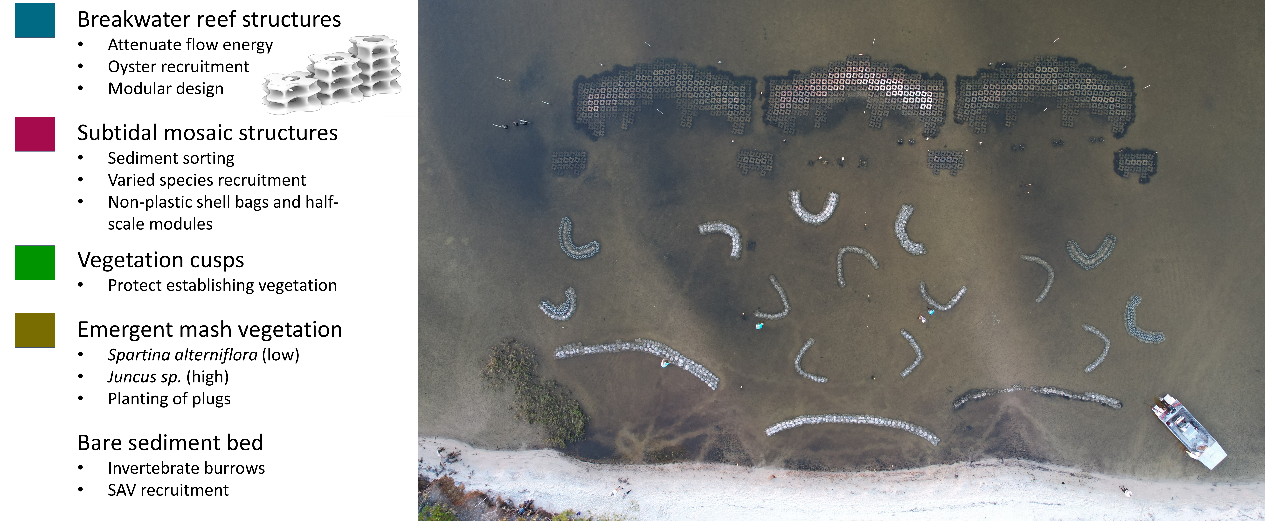 Breakwater reef structures
• Attenuate flow energy
• Oyster recruitment
• Modular design
Subtidal mosaic structures
• Sediment sorting
• Varied species recruitment
• Non-plastic shell bags and half-
scale modules
Vegetation cusps
• Protect establishing vegetation
Emergent mash vegetation
• Spartina alterniflora (low)
• Juncus sp. (high)
• Planting of plugs
Bare sediment bed
• Invertebrate burrows
• SAV recruitment